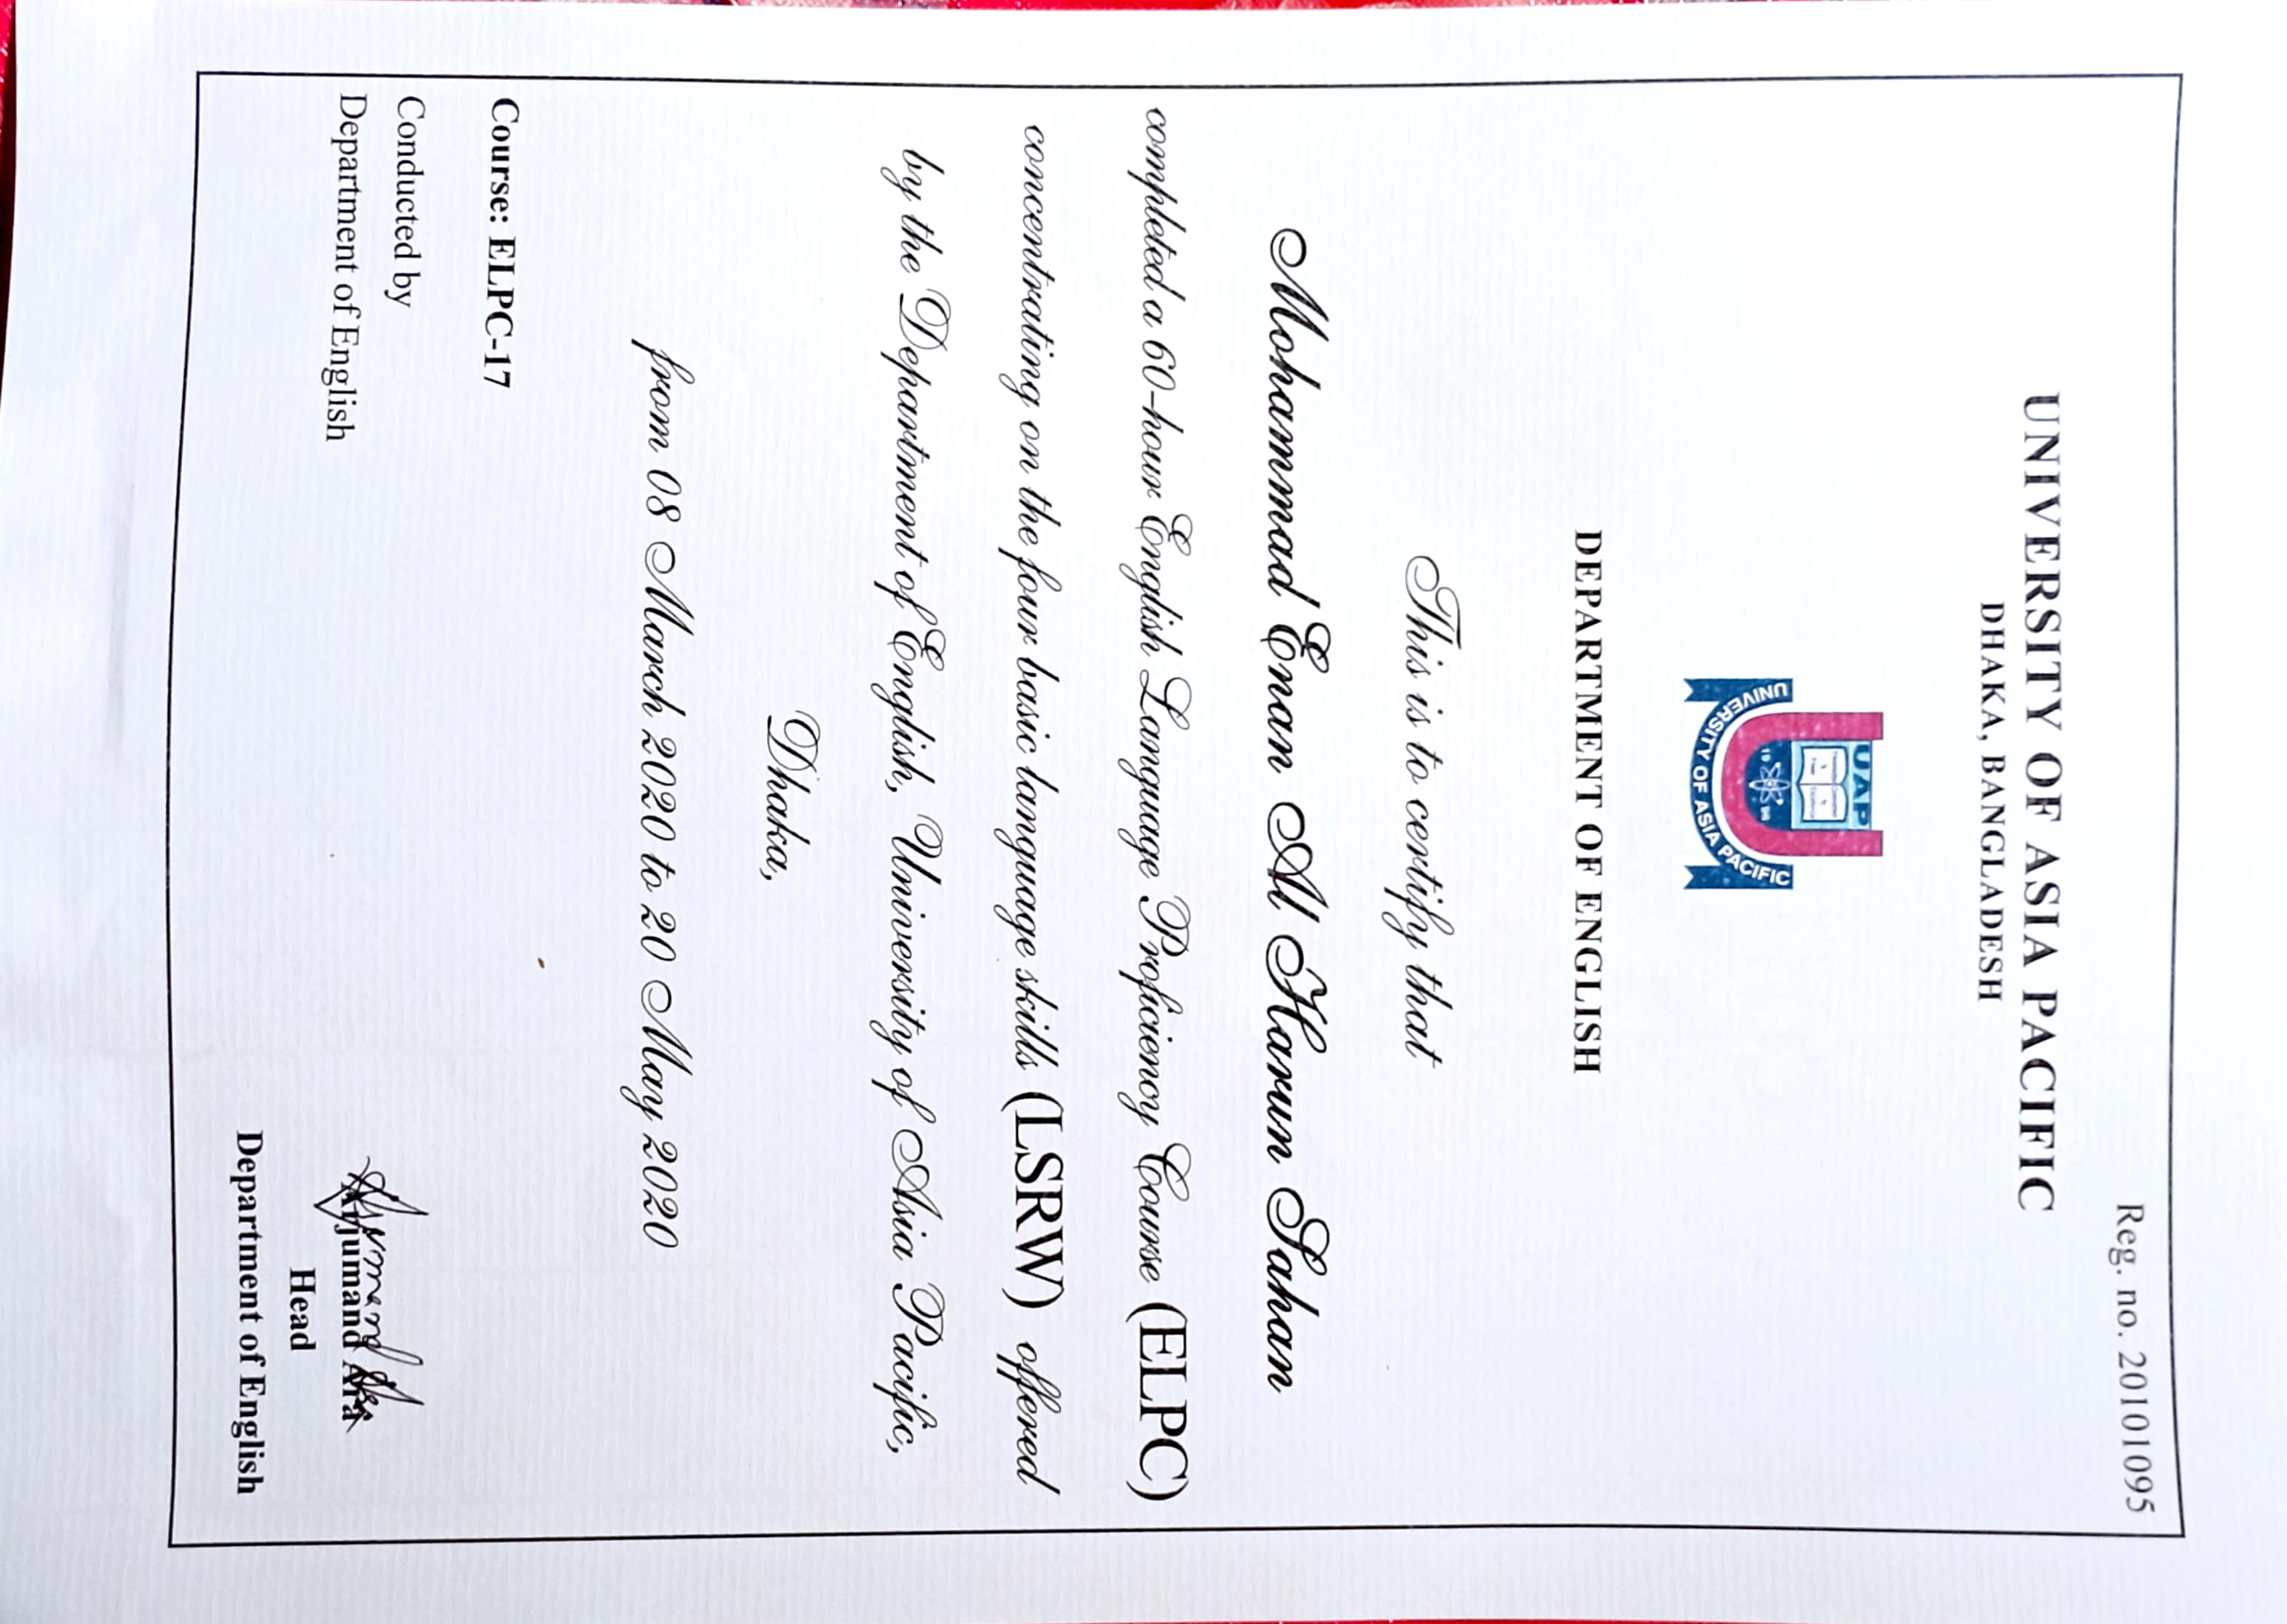 Reg. no. 20101095
UNIVERSITY OF ASIA PACIFIC
DHAKA, BANGLADESH
UAP
UNIVERSITY OF ASIA PACIFIC
DEPARTMENT OF ENGLISH
This is to certify that
Mohammad Enan Al Harun Sahan
completed a 60-hour English Language Proficiency Course (ELPC)
concentrating on the four basic language skills (LSRW) offered
by the Department of English, University of Asia Pacific,
Dhaka,
from 08 March 2020 to 20 May 2020
Course: ELPC-17
Conducted by
Department of English
Arjumand Ara
Head
Department of English